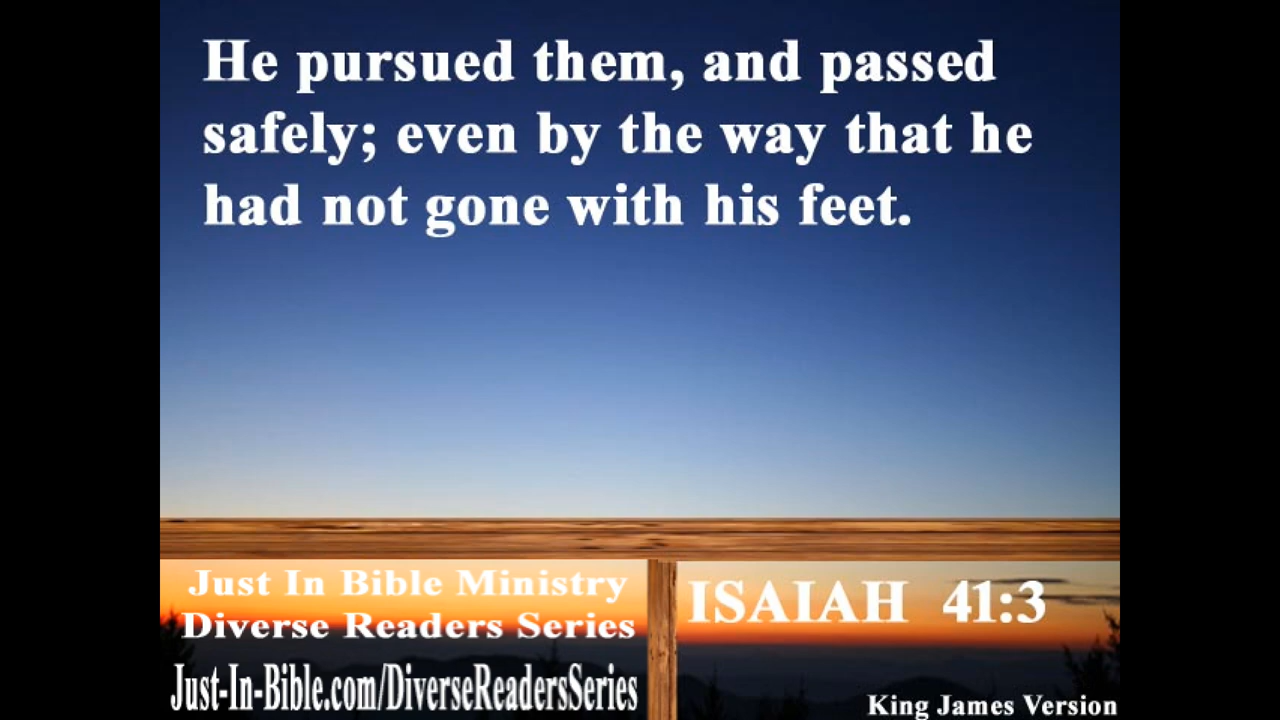 He pursued them, and passed
safely; even by the way that he
had not gone with his feet.
Just In Bible Ministry
Diverse Readers Series
Just-In-Bible.com/DiverseReadersSeries
ISAIAH 41:3
King James Version